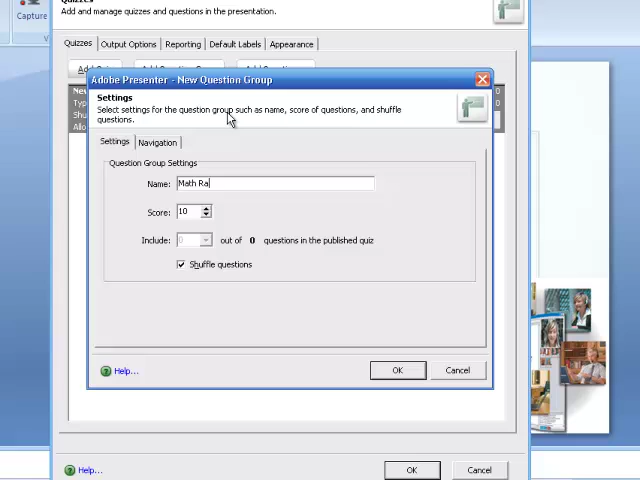 Capture
Add and manage quizzes and questions in the presentation.
Quizzes
Output Options
Reporting
Default Labels
Appearance
Adobe Presenter - New Question Group
Settings
Select settings for the question group such as name, score of questions, and shuffle
questions.
Settings
Navigation
Question Group Settings
Name: Math Ra
Score: 10
Include: 0 out of 0 questions in the published quiz
Shuffle questions
Help...
OK
Cancel
Help...
OK
Cancel